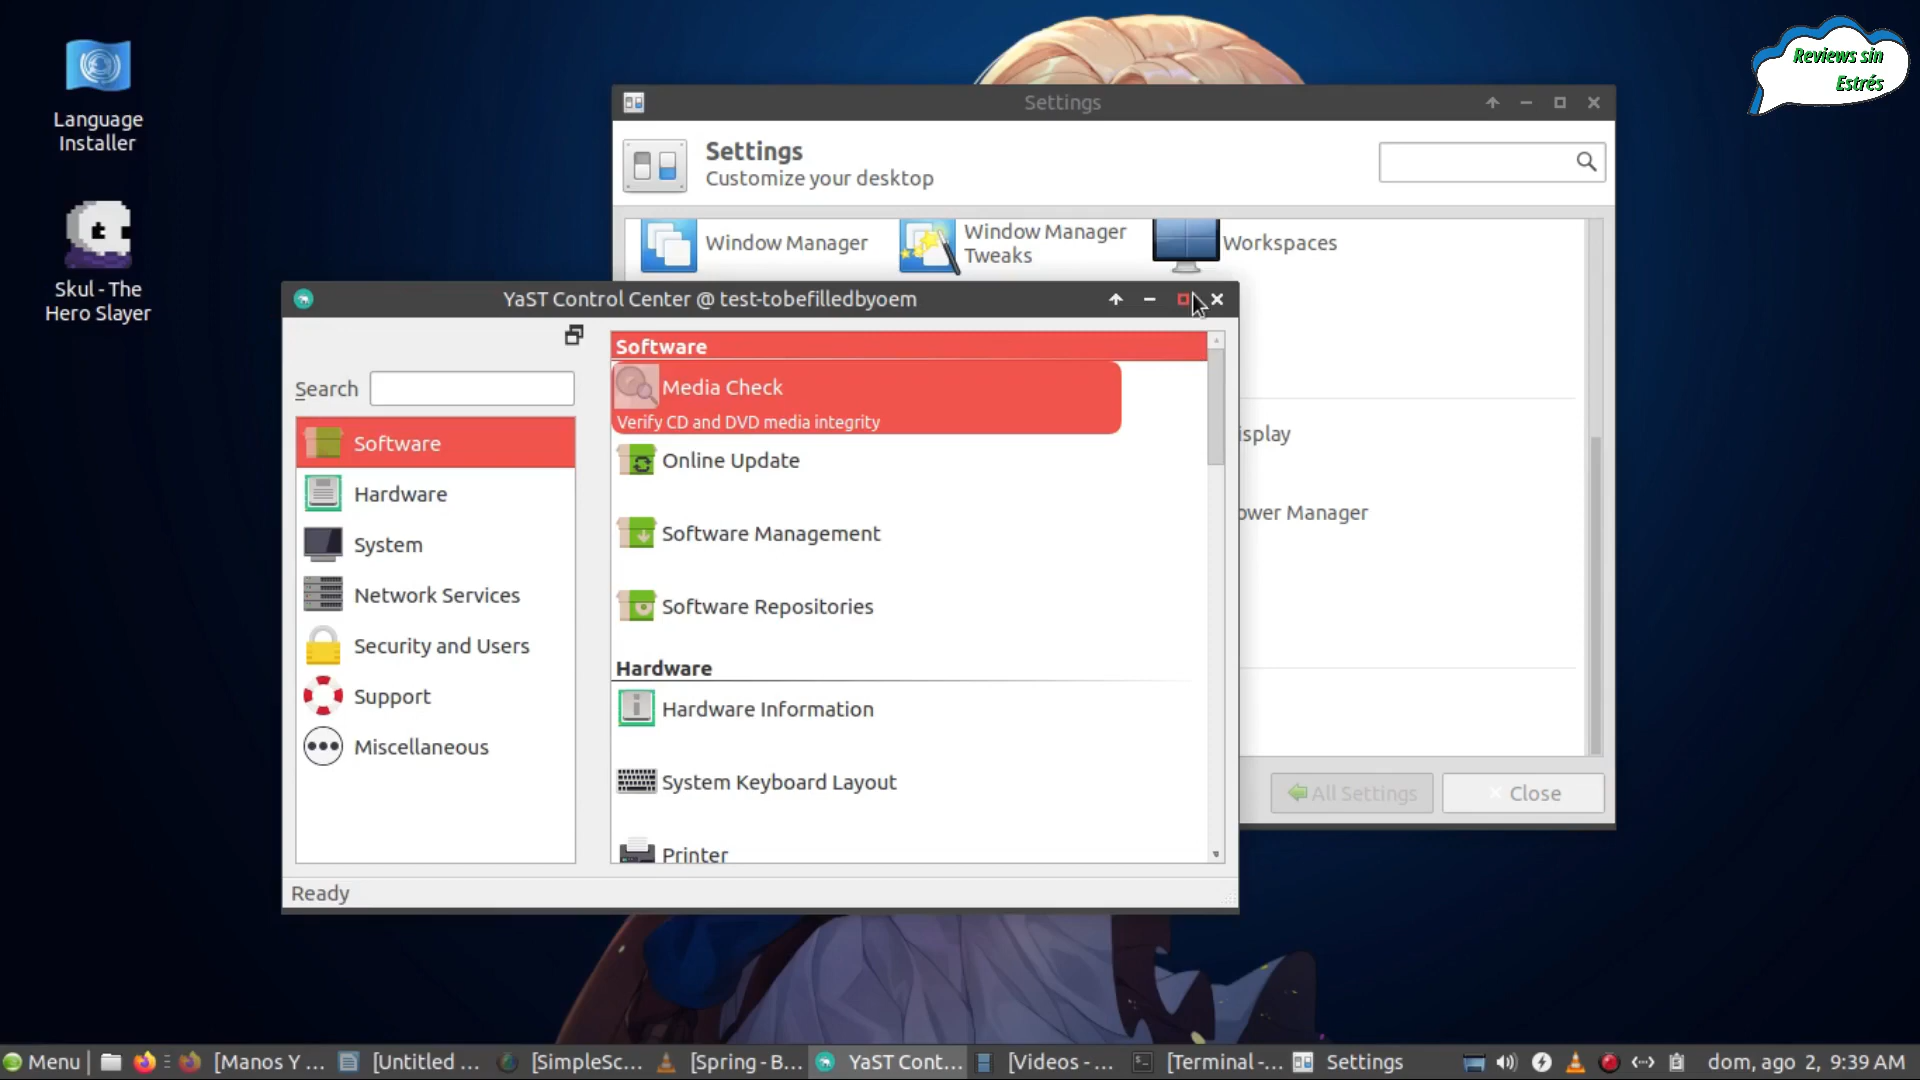 Language
Installer
Skul - The
Hero Slayer
Reviews sin
Estrés
Settings
Settings
Customize your desktop
Window Manager
Window Manager
Tweaks
Workspaces
isplay
ower Manager
All Settings
Close
YaST Control Center @ test-tobefilledbyoem
Search
Software
Hardware
System
Network Services
Security and Users
Support
Miscellaneous
Software
Media Check
Verify CD and DVD media integrity
Online Update
Software Management
Software Repositories
Hardware
Hardware Information
System Keyboard Layout
Printer
Ready
Menu [Manos Y ... [Untitled ... [SimpleSc... [Spring - B... YaST Cont... [Videos - ... [Terminal -... Settings dom, ago 2, 9:39 AM